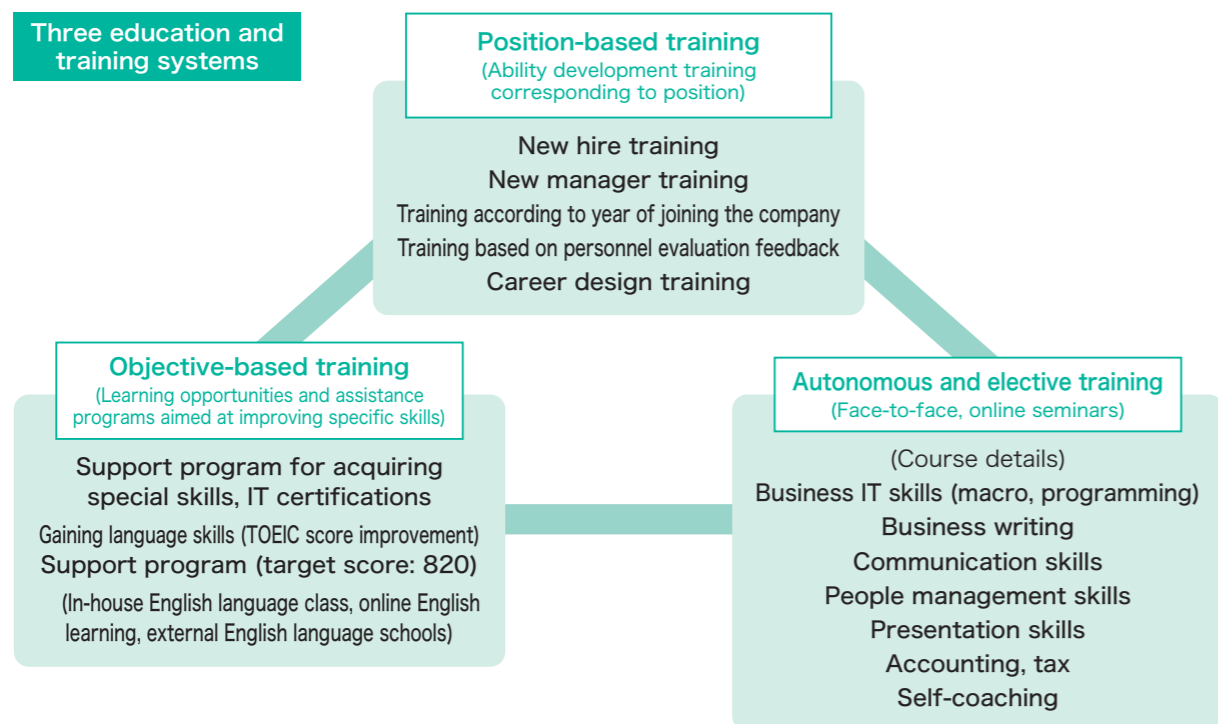 Three education and
training systems
Position-based training
(Ability development training
corresponding to position)
New hire training
New manager training
Training according to year of joining the company
Training based on personnel evaluation feedback
Career design training
Objective-based training
(Learning opportunities and assistance
programs aimed at improving specific skills)
Support program for acquiring
special skills, IT certifications
Gaining language skills (TOEIC score improvement)
Support program (target score: 820)
(In-house English language class, online English
learning, external English language schools)
Autonomous and elective training
(Face-to-face, online seminars)
(Course details)
Business IT skills (macro, programming)
Business writing
Communication skills
People management skills
Presentation skills
Accounting, tax
Self-coaching